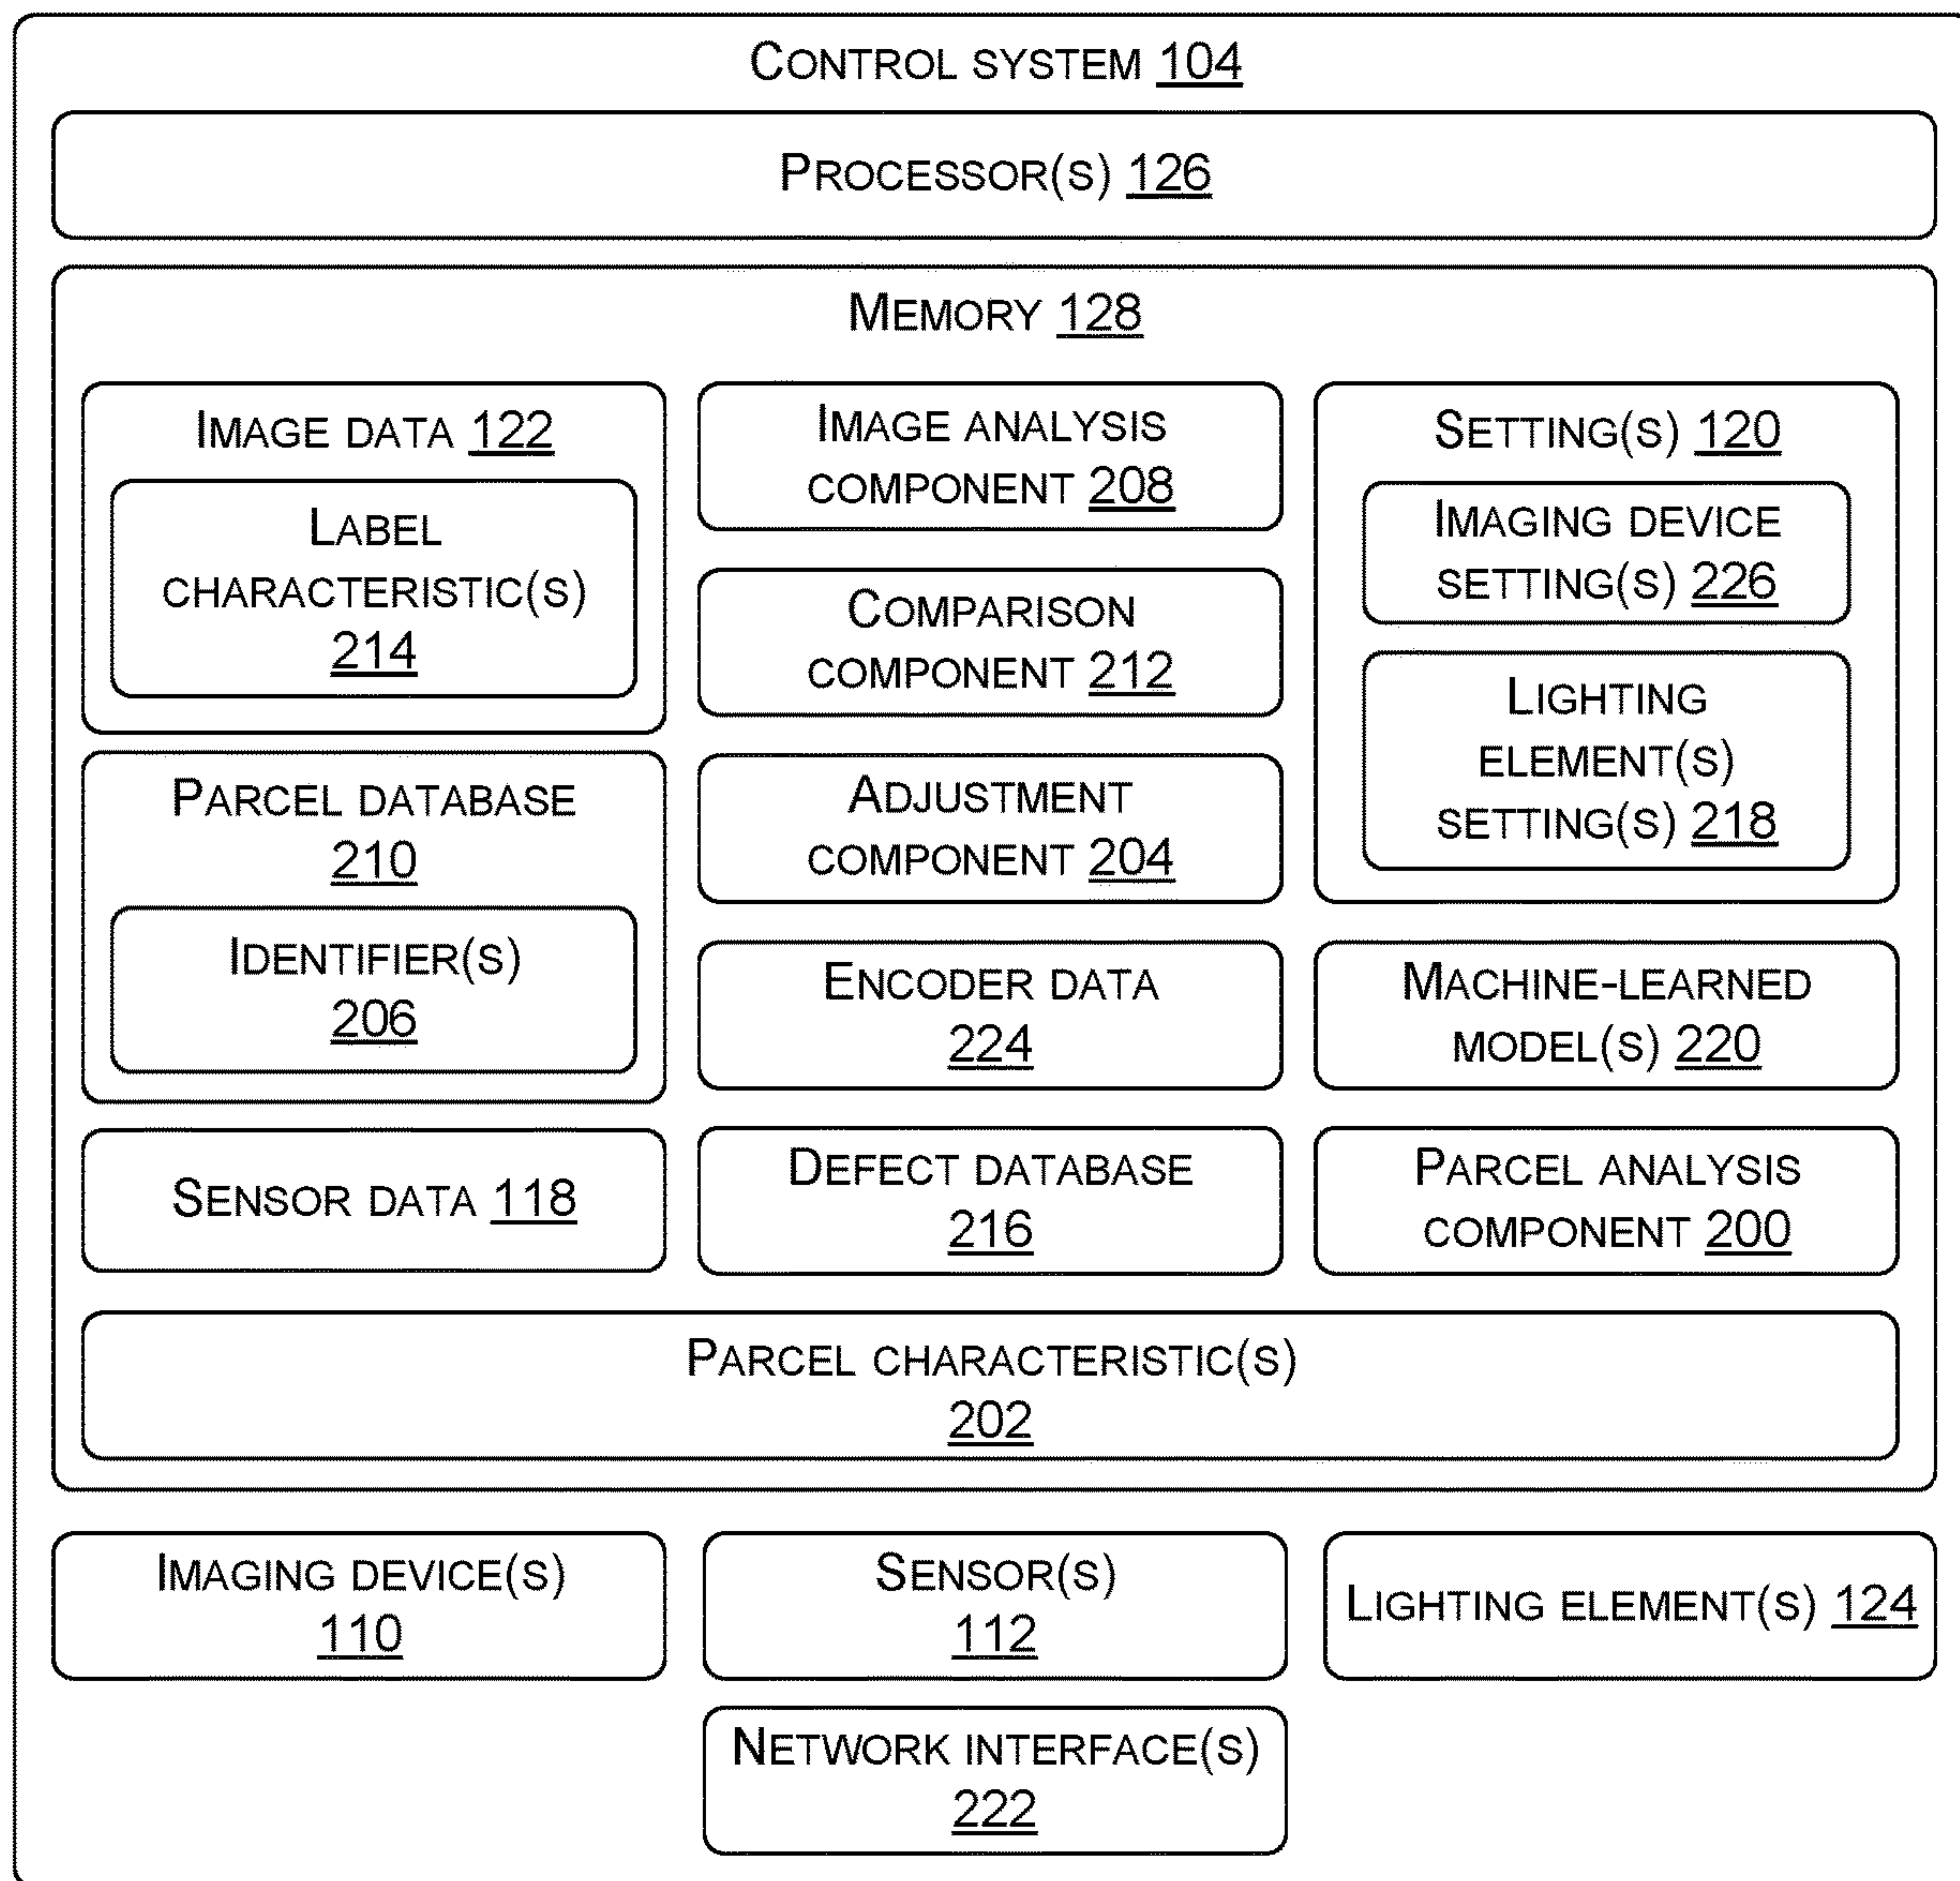 Control system 104
Processor(s) 126
Memory 128
Image data 122
Label
characteristic(s)
214
Parcel database
210
Identifier(s)
206
Sensor data 118
Image analysis
component 208
Comparison
component 212
Adjustment
component 204
Encoder data
224
Defect database
216
Setting(s) 120
Imaging device
setting(s) 226
Lighting
element(s)
setting(s) 218
Machine-learned
model(s) 220
Parcel analysis
component 200
Parcel characteristic(s)
202
Imaging device(s)
110
Sensor(s)
112
Lighting element(s) 124
Network interface(s)
222